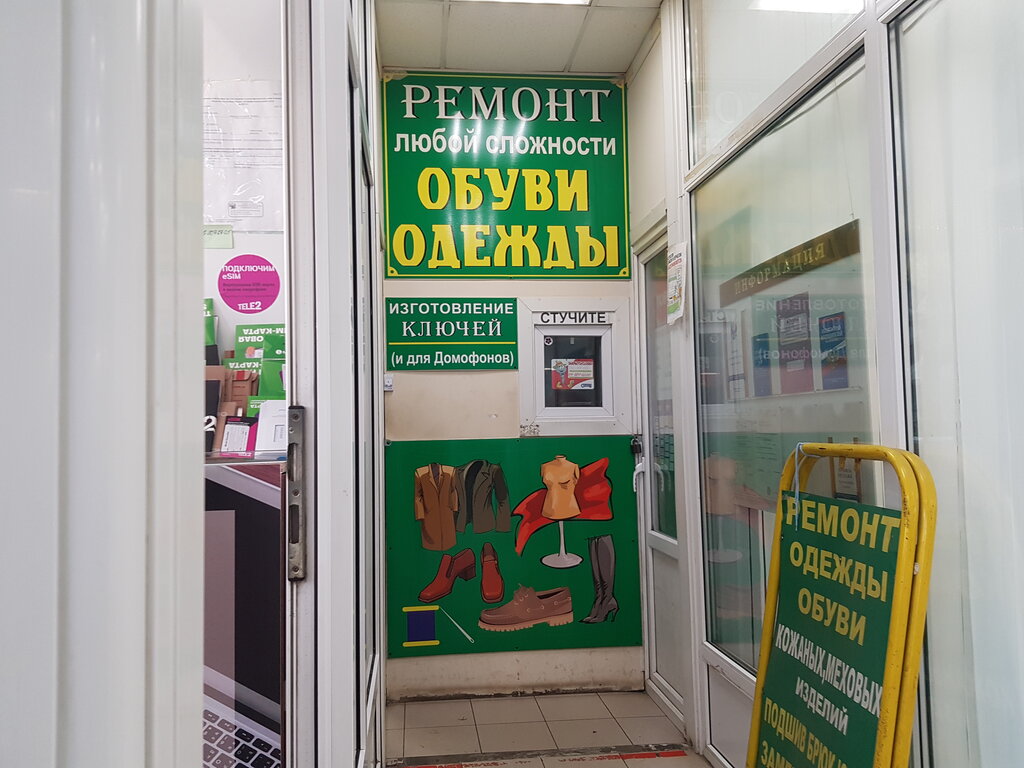 РЕМОНТ
ЛЮБОЙ СЛОЖНОСТИ
ОБУВИ
ОДЕЖДЫ
ИЗГОТОВЛЕНИЕ
КЛЮЧЕЙ
(и для Домофонов)
СТУЧИТЕ
ПОДКЛЮЧИМ
eSIM
TELE2
РЕМОНТ
ОДЕЖДЫ
ОБУВИ
КОЖАНЫХ, МЕХОВЫХ
ИЗДЕЛИЙ
ПОДШИВ БРЮК
ИНФОРМАЦИЯ